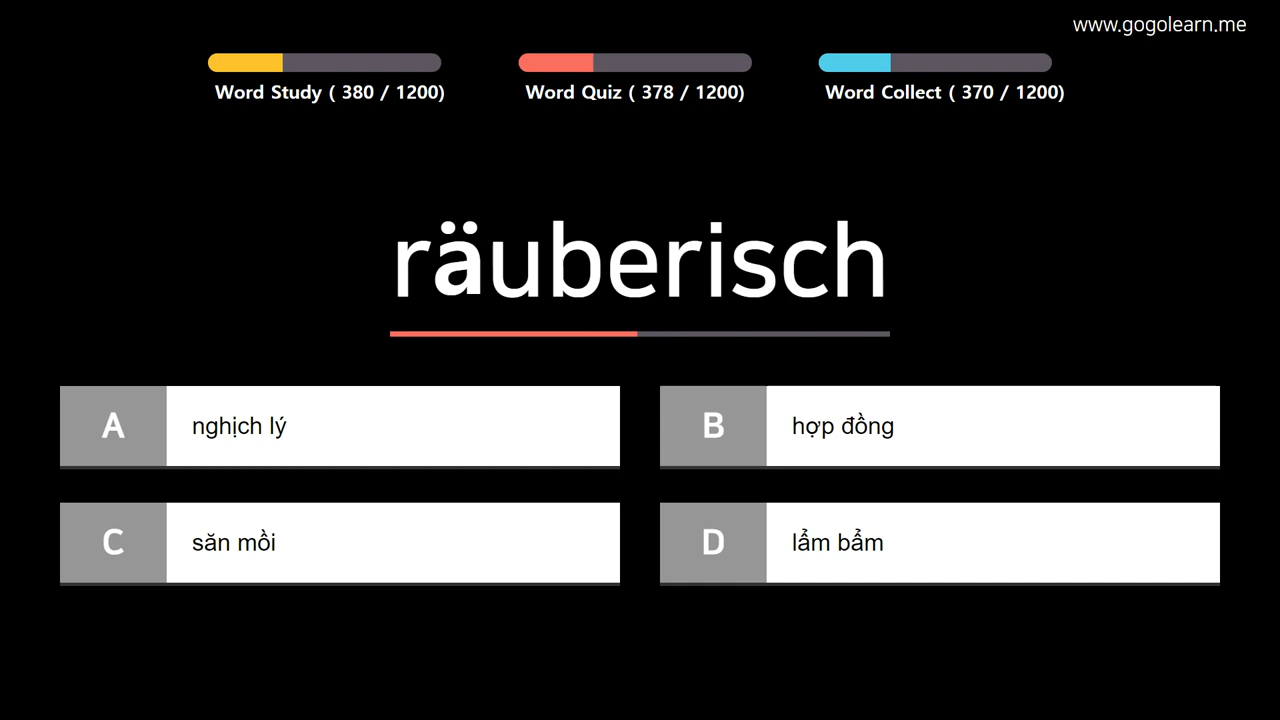 www.gogolearn.me
Word Study ( 380 / 1200)
Word Quiz ( 378 / 1200)
Word Collect ( 370 / 1200)
räuberisch
A
nghịch lý
B
hợp đồng
C
săn mồi
D
lẩm bẩm